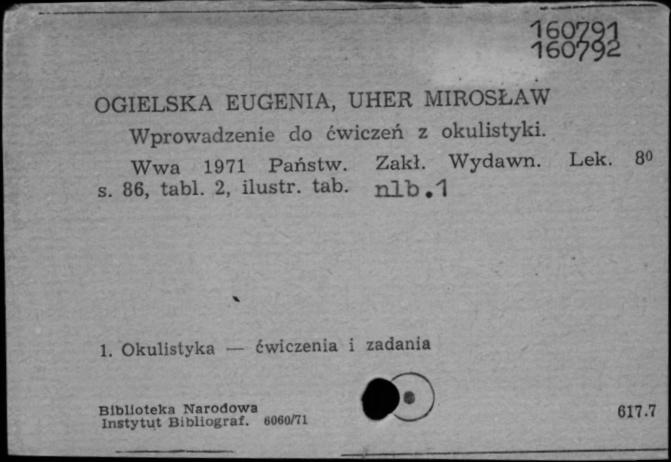 160791
160792
OGIELSKA EUGENIA, UHER MIROSŁAW
Wprowadzenie do ćwiczeń z okulistyki.
Wwa 1971 Państw. Zakł. Wydawn. Lek. 8⁰
s. 86, tabl. 2, ilustr. tab. nlb.1
1. Okulistyka — ćwiczenia i zadania
Biblioteka Narodowa
Instytut Bibliograf. 6060/71
617.7